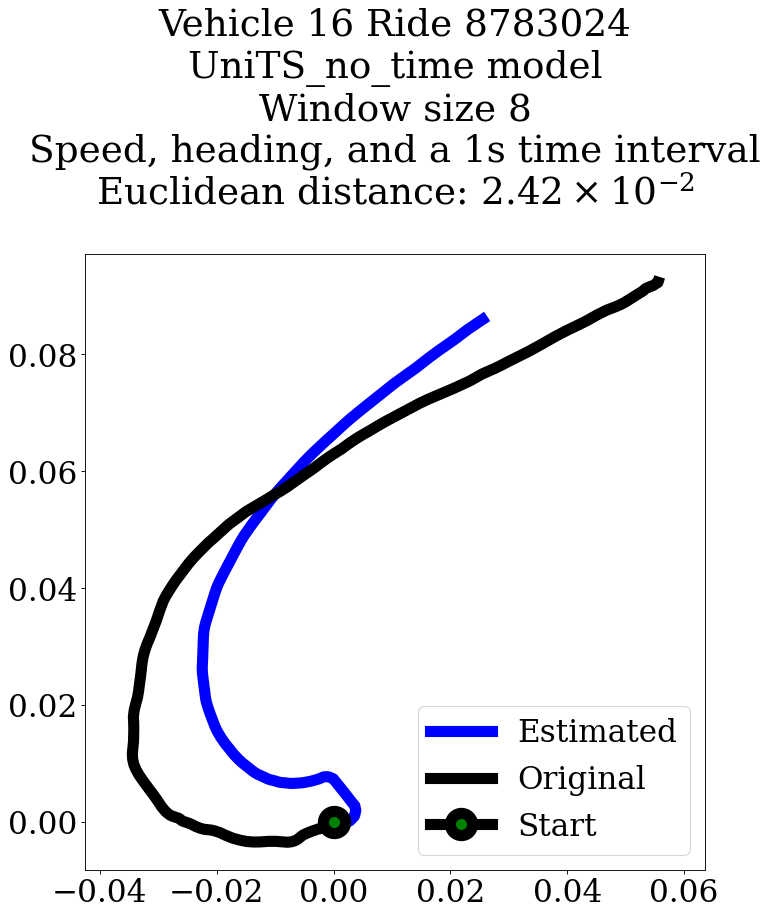 Vehicle 16 Ride 8783024
UniTS_no_time model
Window size 8
Speed, heading, and a 1s time interval
Euclidean distance: 2.42 × 10⁻²
0.08
0.06
0.04
0.02
0.00
Estimated
Original
Start
−0.04 −0.02 0.00 0.02 0.04 0.06